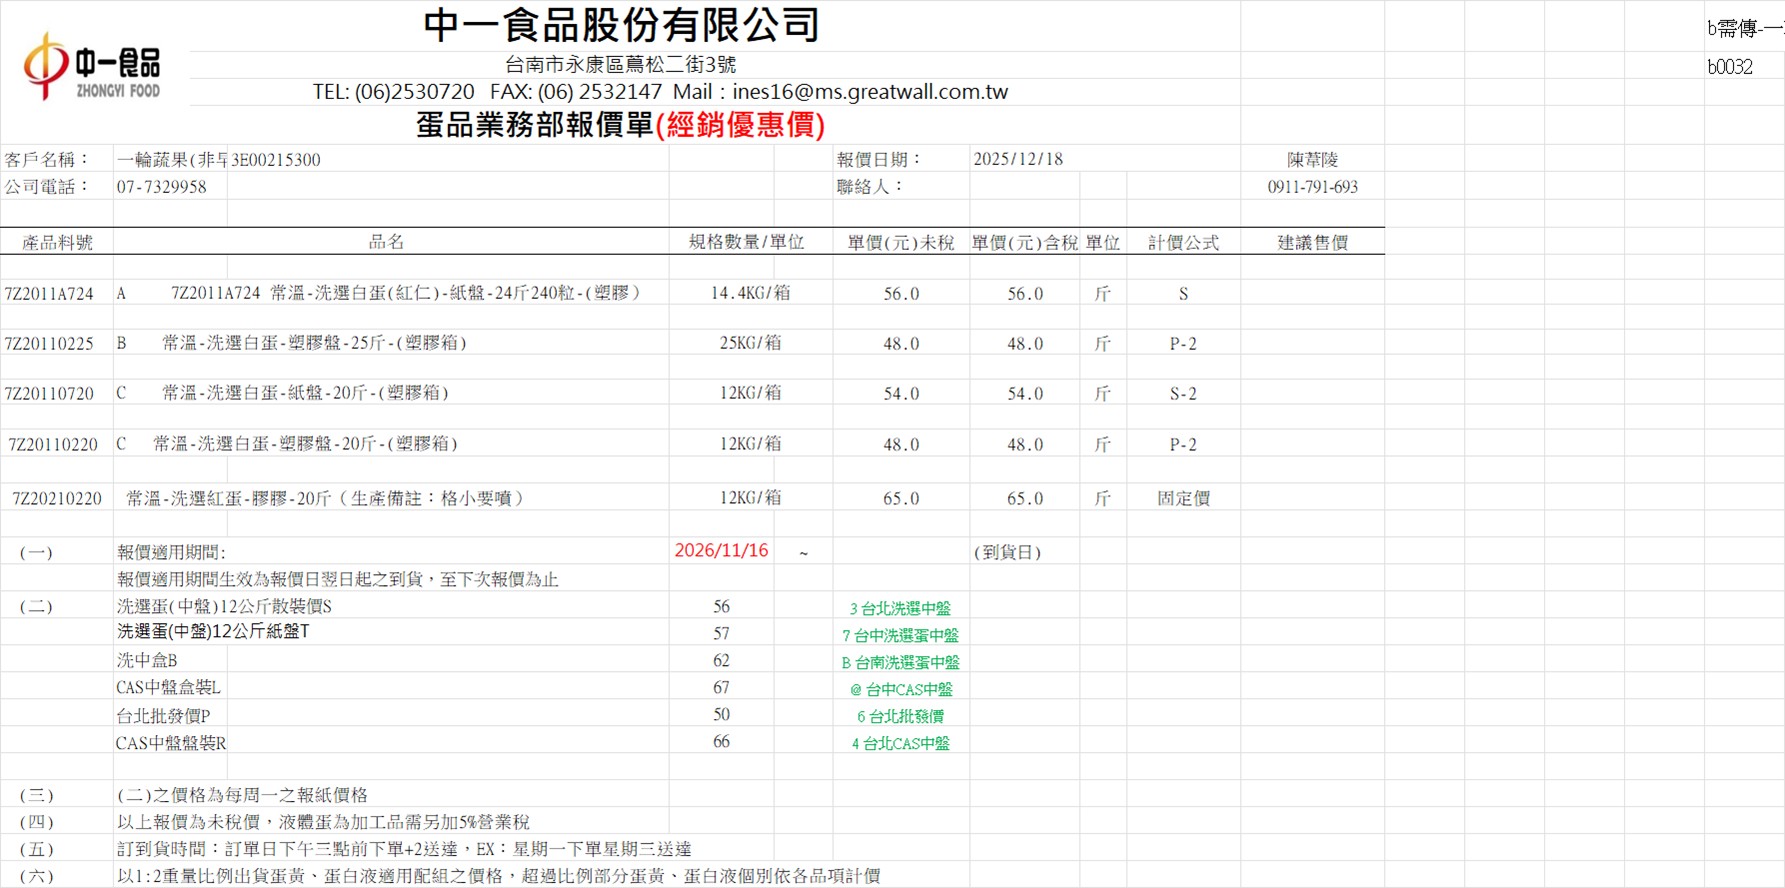 中一食品股份有限公司
b需傳-一
中一食品
ZHONGYI FOOD
台南市永康區蔦松二街3號
b0032
TEL: (06)2530720 FAX: (06) 2532147 Mail : ines16@ms.greatwall.com.tw
蛋品業務部報價單(經銷優惠價)
客戶名稱： 一輪蔬果(非 3E00215300 報價日期： 2025/12/18 陳葦陵
公司電話： 07-7329958 聯絡人： 0911-791-693
產品料號 品名 規格數量/單位 單價(元)未稅 單價(元)含稅 單位 計價公式 建議售價
7Z2011A724 A 7Z2011A724 常溫-洗選白蛋(紅仁)-紙盤-24斤240粒-(塑膠) 14.4KG/箱 56.0 56.0 斤 S
7Z20110225 B 常溫-洗選白蛋-塑膠盤-25斤-(塑膠箱) 25KG/箱 48.0 48.0 斤 P-2
7Z20110720 C 常溫-洗選白蛋-紙盤-20斤-(塑膠箱) 12KG/箱 54.0 54.0 斤 S-2
7Z20110220 C 常溫-洗選白蛋-塑膠盤-20斤-(塑膠箱) 12KG/箱 48.0 48.0 斤 P-2
7Z20210220 常溫-洗選紅蛋-膠膠-20斤（生產備註：格小要噴） 12KG/箱 65.0 65.0 斤 固定價
(一) 報價適用期間: 2026/11/16 ~ (到貨日)
報價適用期間生效為報價日翌日起之到貨，至下次報價為止
(二) 洗選蛋(中盤)12公斤散裝價S 56 3 台北洗選中盤
洗選蛋(中盤)12公斤紙盤T 57 7 台中洗選蛋中盤
洗中盒B 62 B 台南洗選蛋中盤
CAS中盤盒裝L 67 @ 台中CAS中盤
台北批發價P 50 6 台北批發價
CAS中盤盤裝R 66 4 台北CAS中盤
(三) (二)之價格為每周一之報紙價格
(四) 以上報價為未稅價，液體蛋為加工品需另加5%營業稅
(五) 訂到貨時間：訂單日下午三點前下單+2送達，EX：星期一下單星期三送達
(六) 以1:2重量比例出貨蛋黃、蛋白液適用配組之價格，超過比例部分蛋黃、蛋白液個別依各品項計價